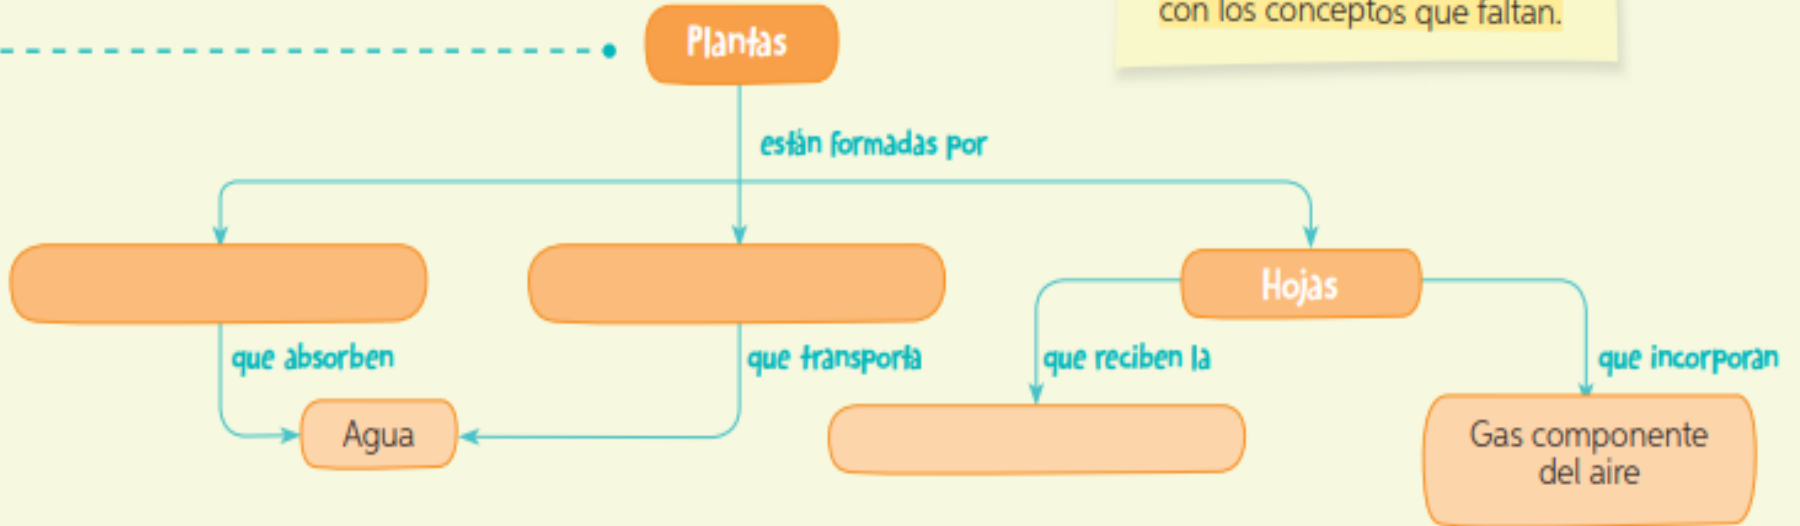 con los conceptos que faltan.
Plantas
están formadas por
Hojas
que absorben
que transporta
que reciben la
que incorporan
Agua
Gas componente
del aire